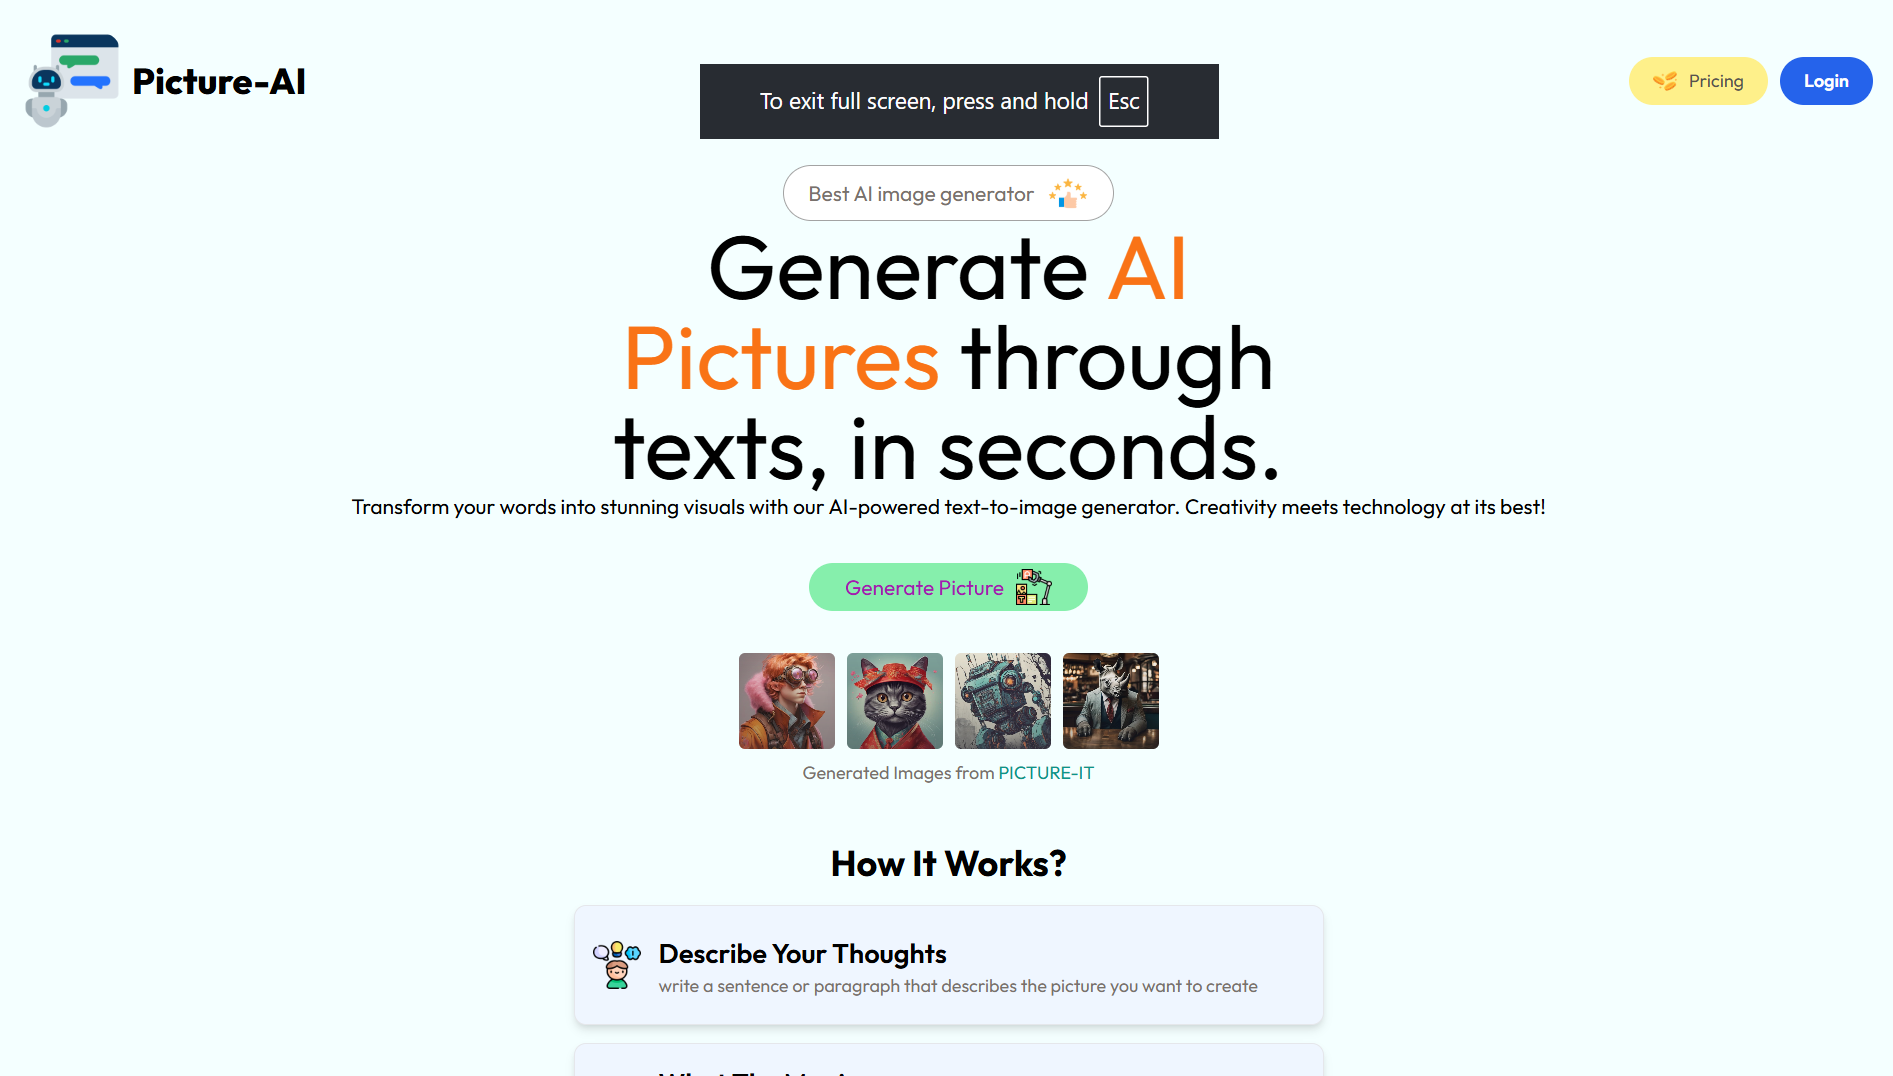 Picture-AI
To exit full screen, press and hold Esc
Pricing
Login
Best AI image generator
Generate AI
Pictures through
texts, in seconds.
Transform your words into stunning visuals with our AI-powered text-to-image generator. Creativity meets technology at its best!
Generate Picture
Generated Images from PICTURE-IT
How It Works?
Describe Your Thoughts
write a sentence or paragraph that describes the picture you want to create